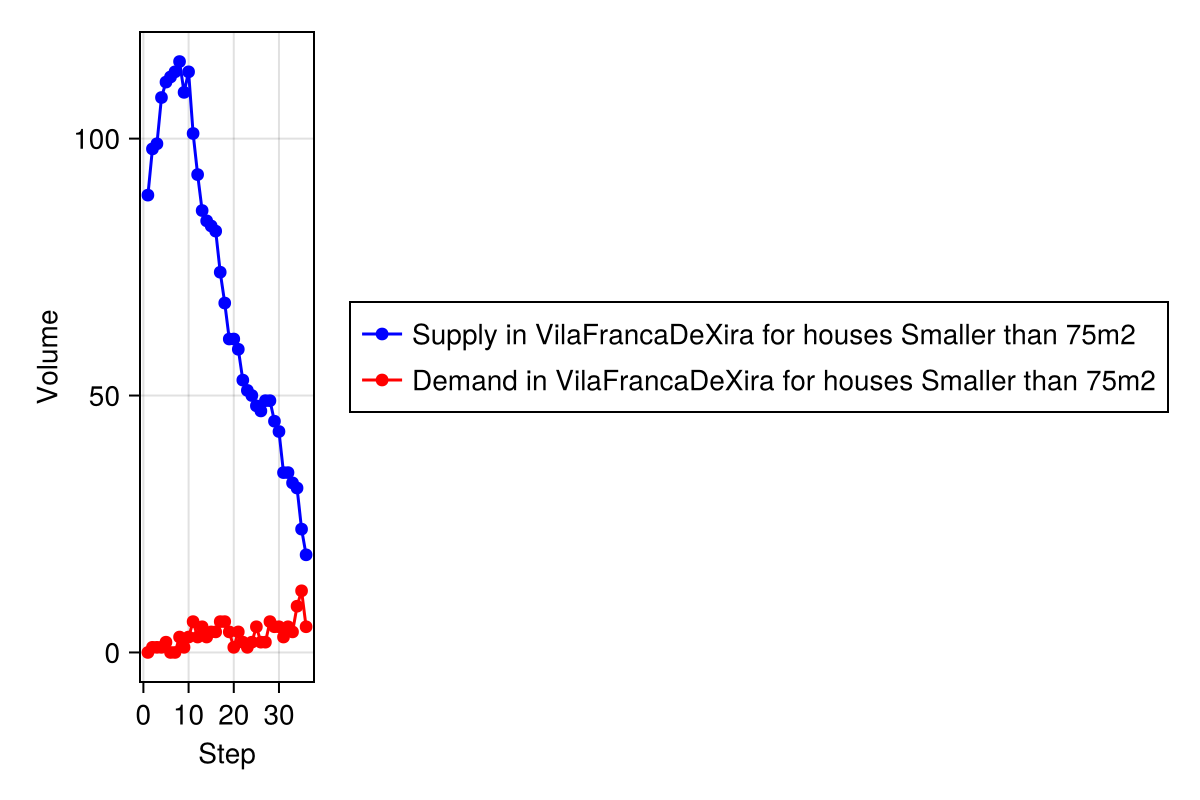 Volume
100
50
0
0 10 20 30
Step
Supply in VilaFrancaDeXira for houses Smaller than 75m2
Demand in VilaFrancaDeXira for houses Smaller than 75m2